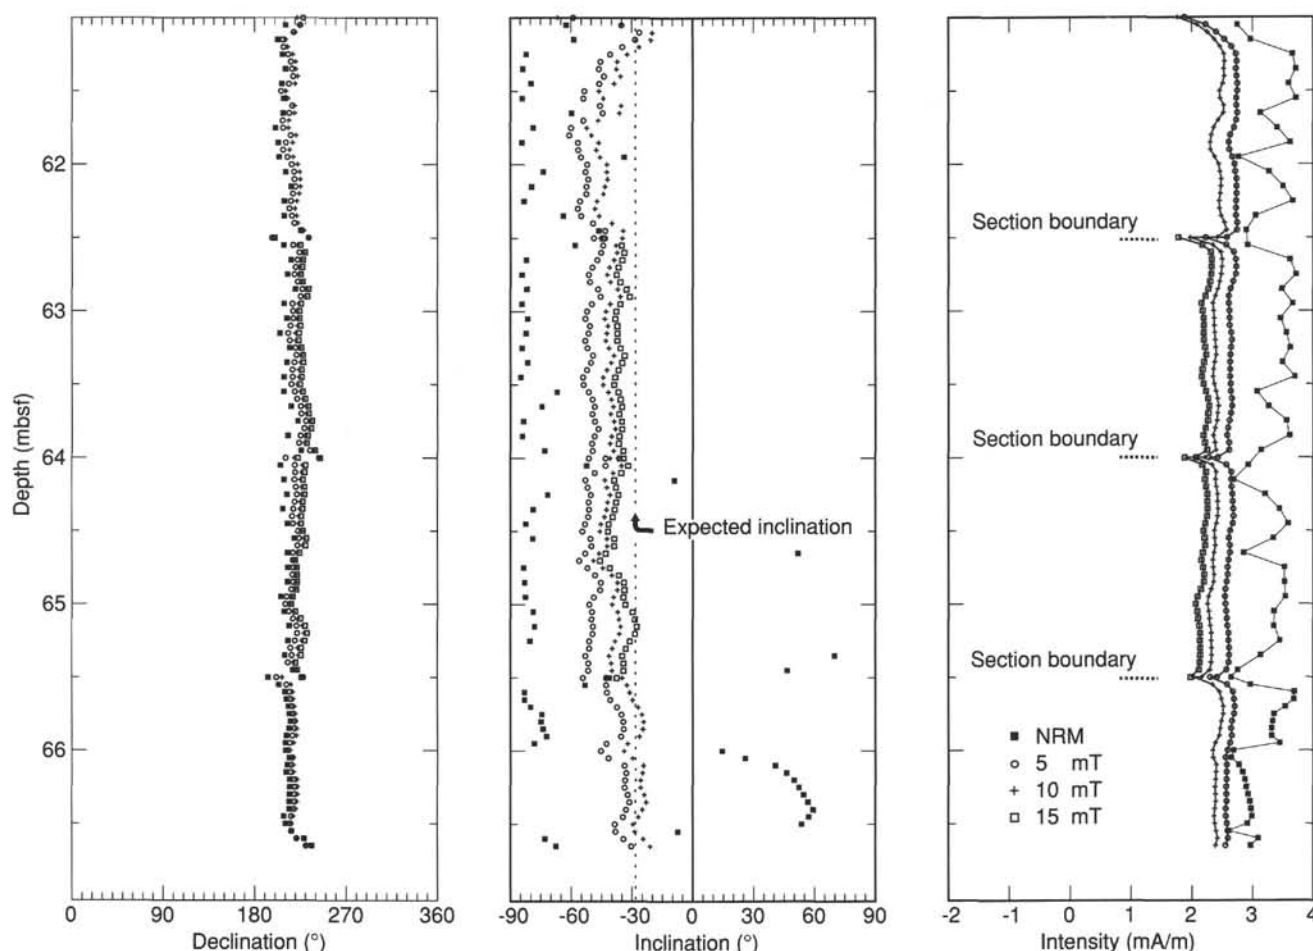 Depth (mbsf)
62
63
64
65
66
0 90 180 270 360
Declination (°)
Expected inclination
-90 -60 -30 0 30 60 90
Inclination (°)
Section boundary
Section boundary
Section boundary
■ NRM
○ 5 mT
+ 10 mT
□ 15 mT
-2 -1 0 1 2 3 4
Intensity (mA/m)